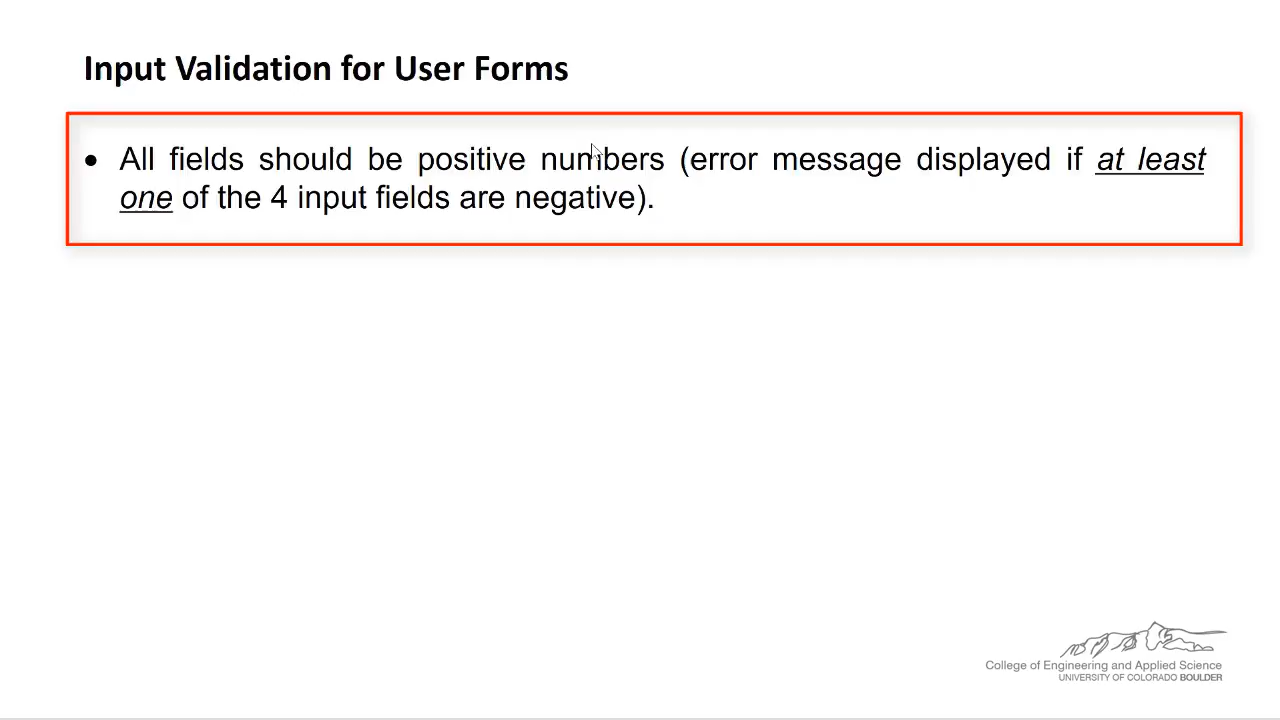 Input Validation for User Forms
• All fields should be positive numbers (error message displayed if at least
one of the 4 input fields are negative).
College of Engineering and Applied Science
UNIVERSITY OF COLORADO BOULDER